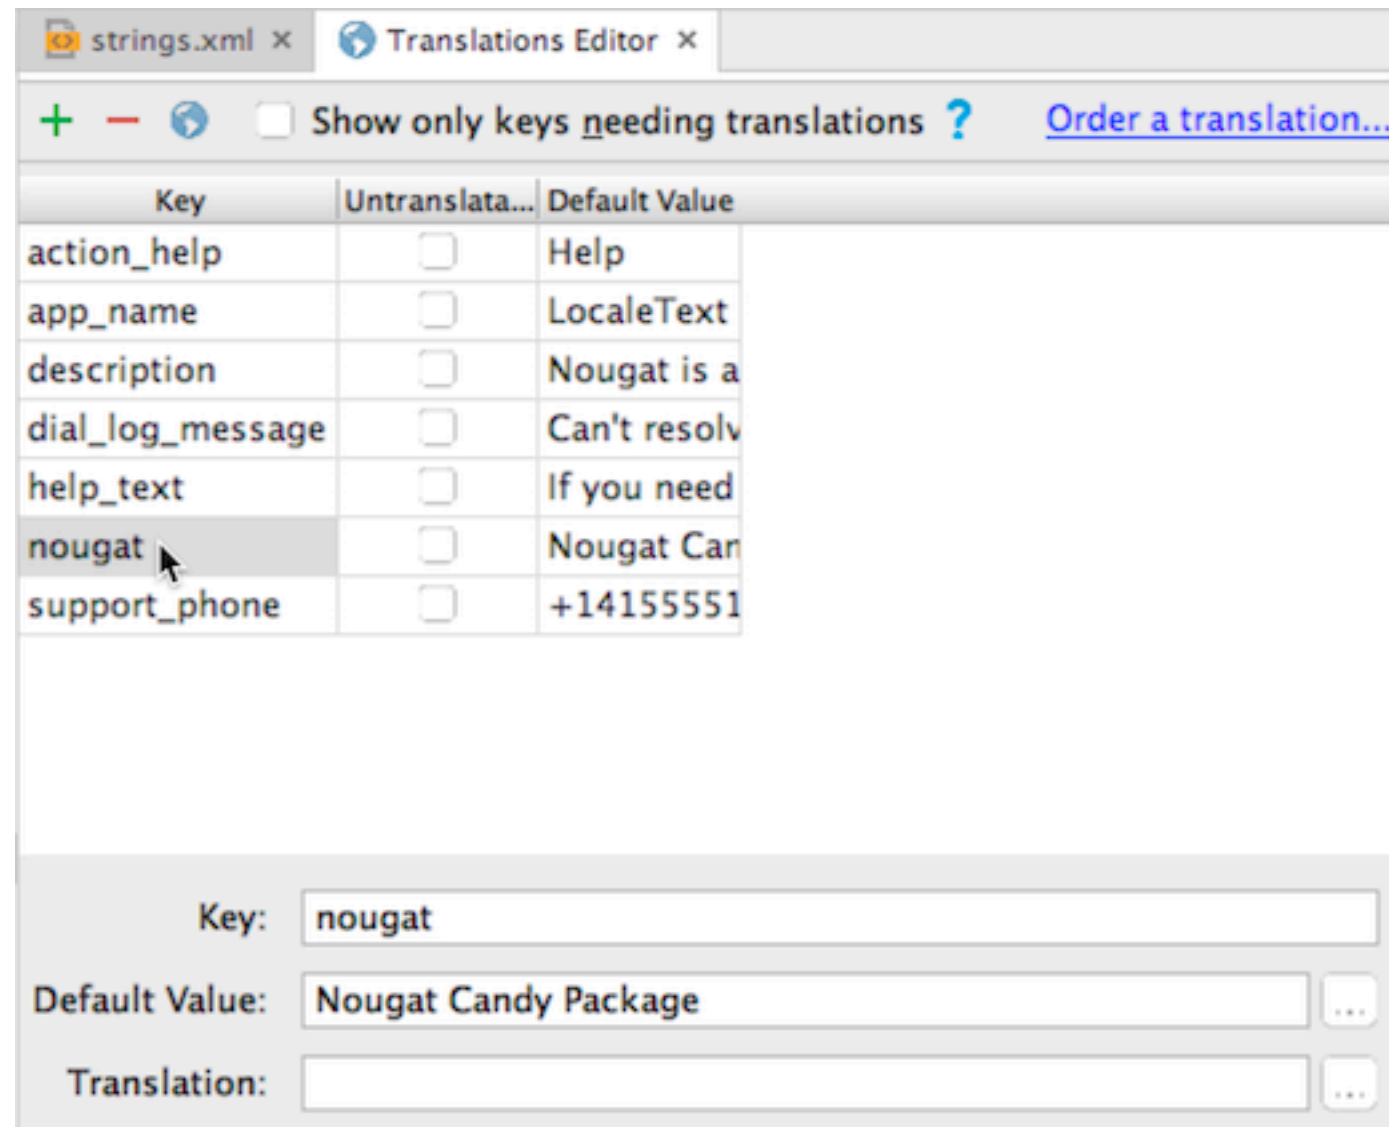 strings.xml × Translations Editor ×
+ − Show only keys needing translations ? Order a translation...
Key Untranslata... Default Value
action_help Help
app_name LocaleText
description Nougat is a
dial_log_message Can't resolv
help_text If you need
nougat Nougat Can
support_phone +14155551
Key: nougat
Default Value: Nougat Candy Package ...
Translation: ...